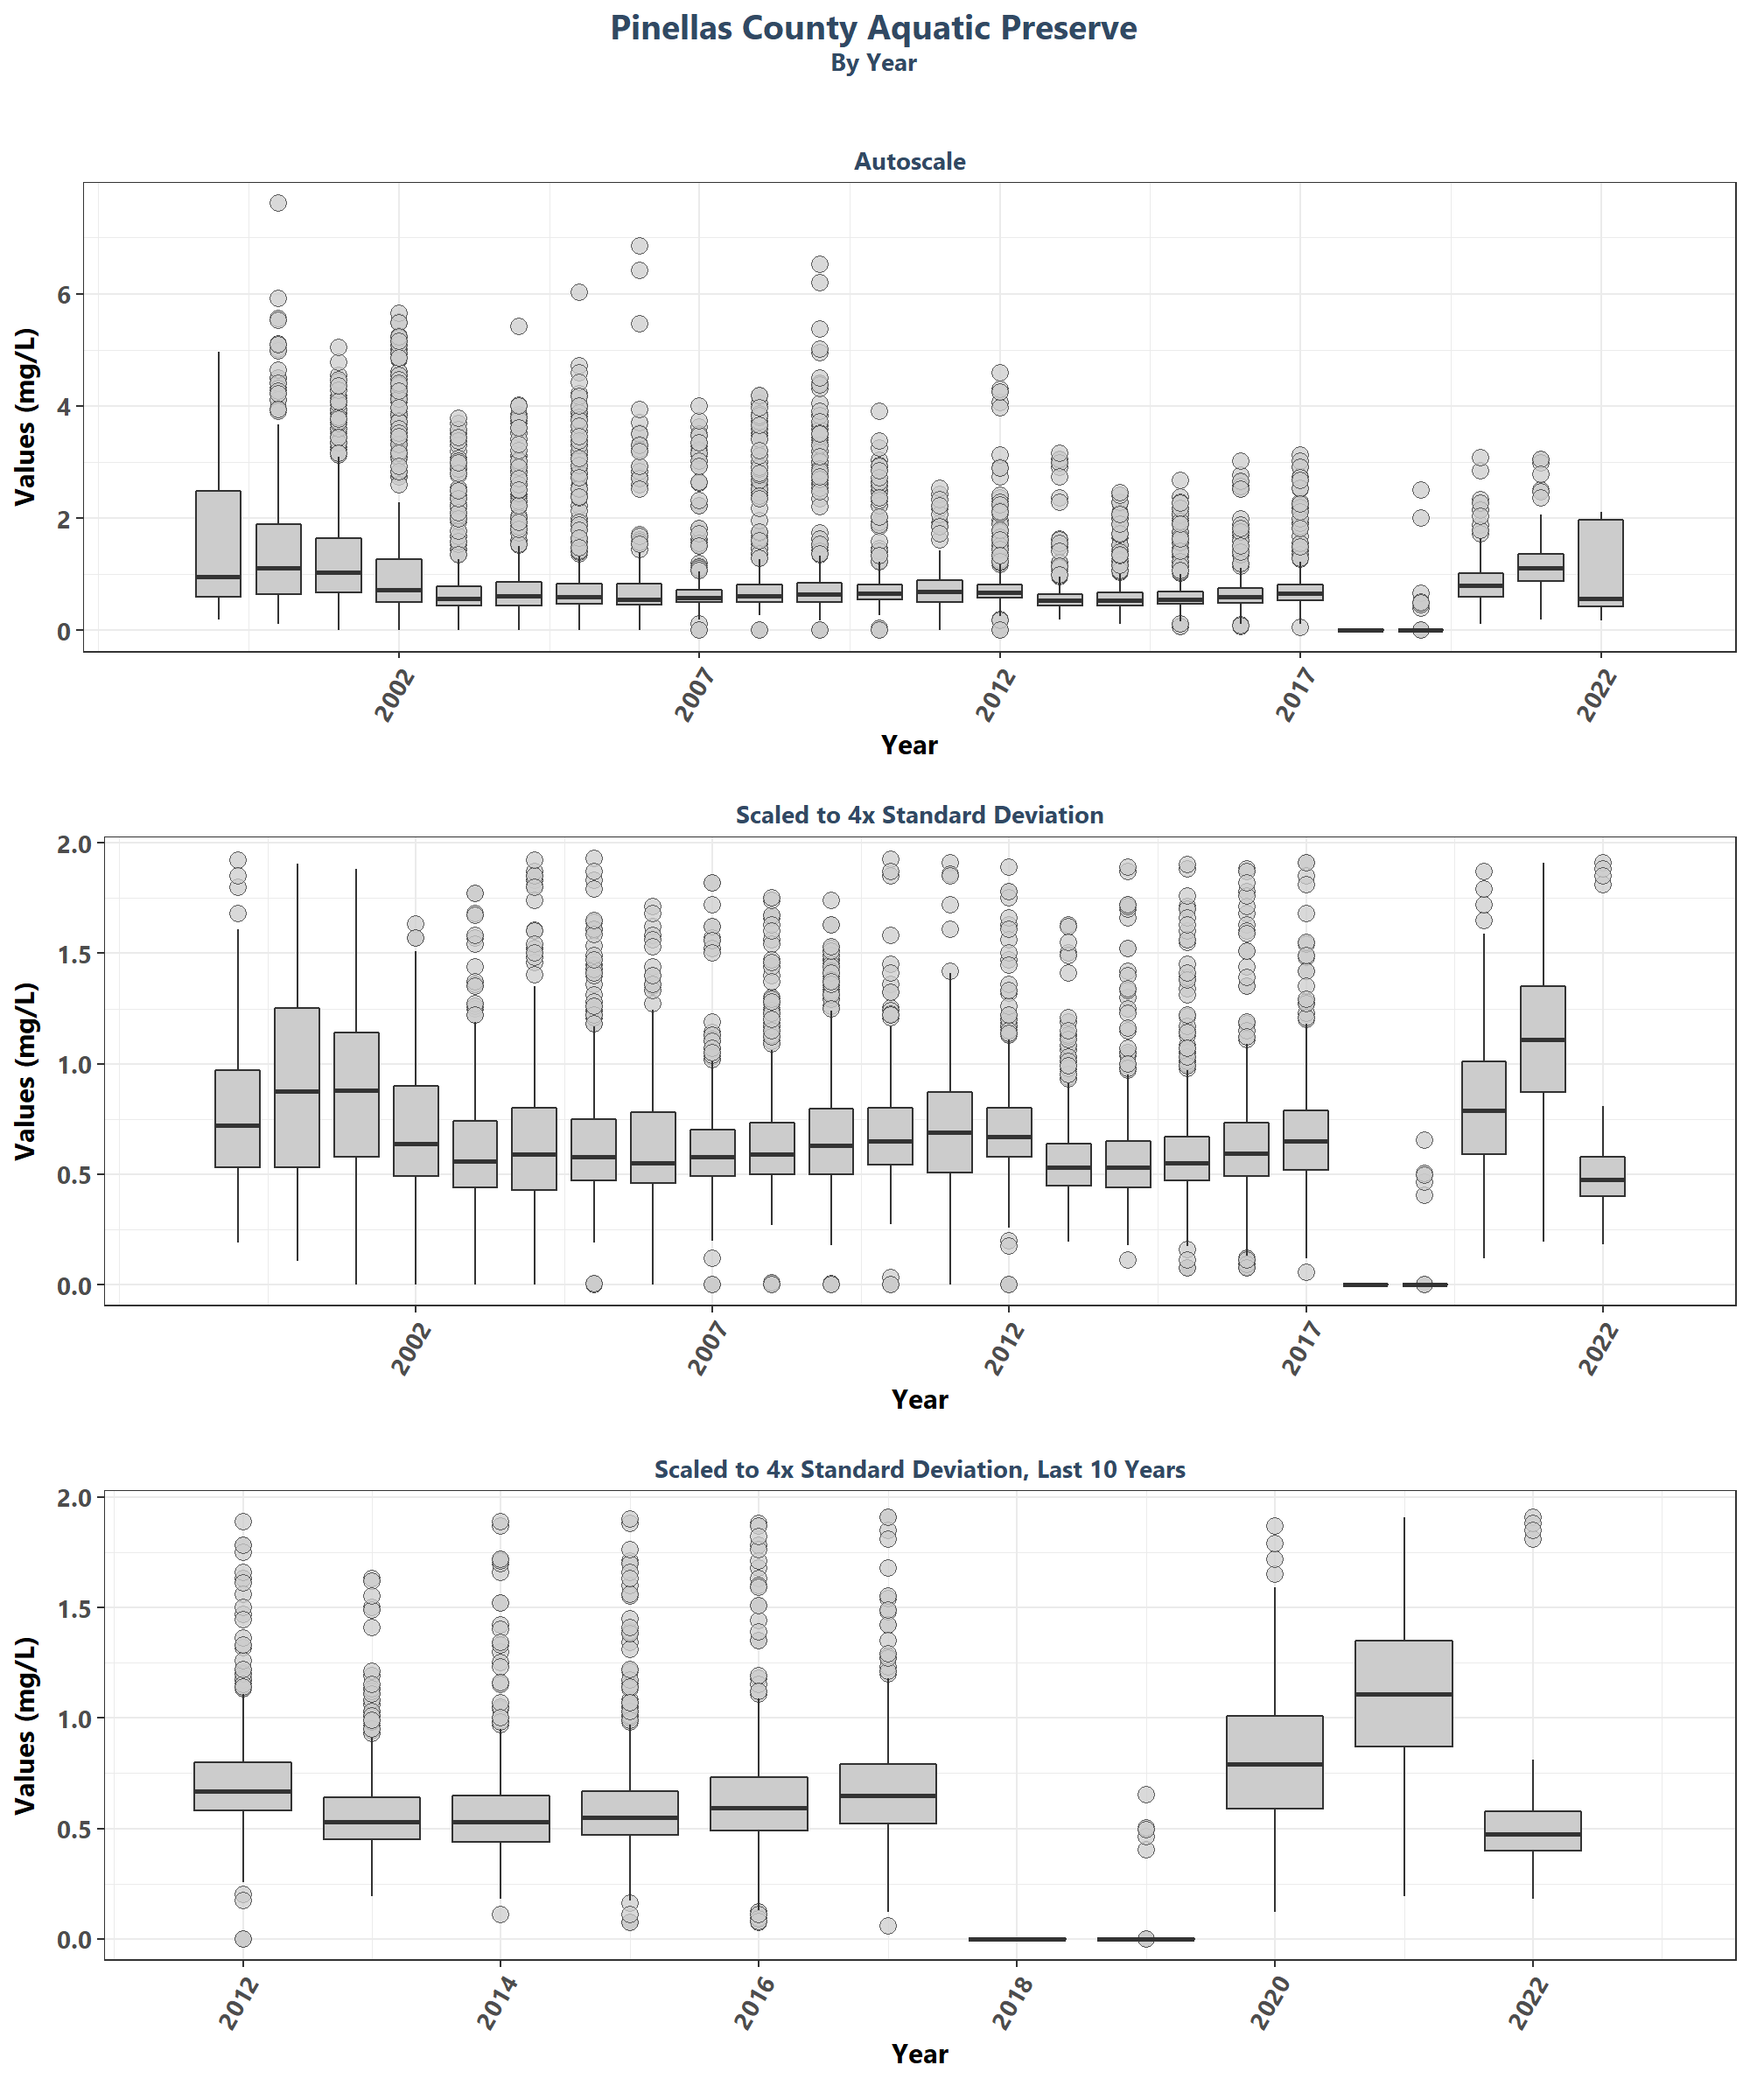 Pinellas County Aquatic Preserve
By Year
Autoscale
Values (mg/L)
6
4
2
0
2002
2007
2012
2017
2022
Year
Scaled to 4x Standard Deviation
Values (mg/L)
2.0
1.5
1.0
0.5
0.0
2002
2007
2012
2017
2022
Year
Scaled to 4x Standard Deviation, Last 10 Years
Values (mg/L)
2.0
1.5
1.0
0.5
0.0
2012
2014
2016
2018
2020
2022
Year